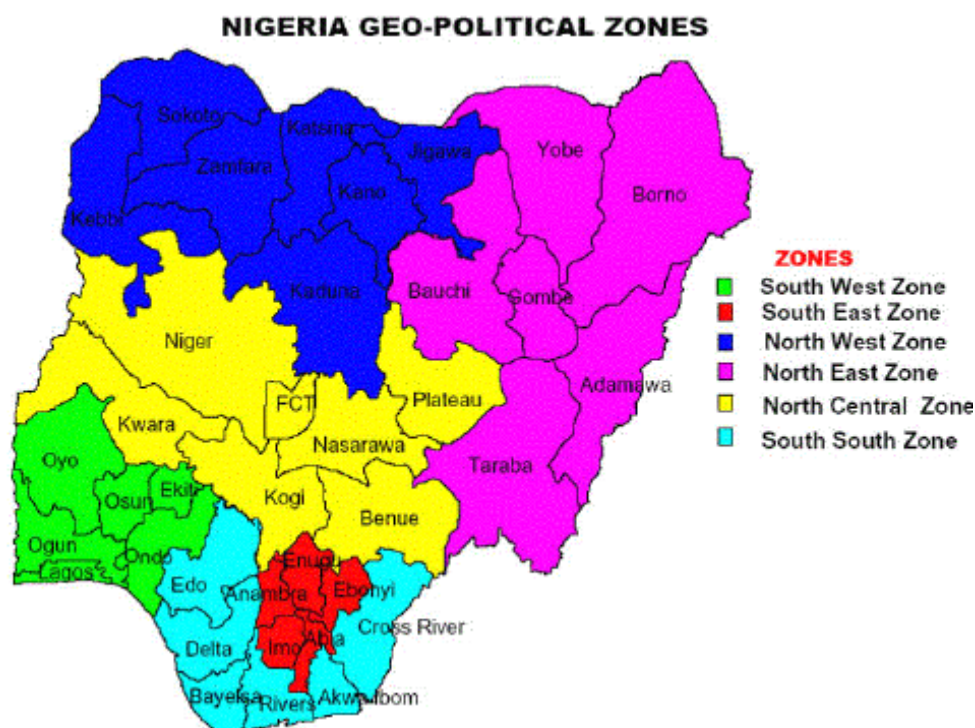 NIGERIA GEO-POLITICAL ZONES
Sokoto
Katsina
Zamfara
Jigawa
Yobe
Kano
Borno
Kebbi
Kaduna
Bauchi
Gombe
Niger
Adamawa
FCT
Plateau
Kwara
Nasarawa
Oyo
Taraba
Osun
Ekiti
Kogi
Benue
Ogun
Ondo
Lagos
Edo
Enugu
Anambra
Ebonyi
Cross River
Delta
Imo
Abia
Bayelsa
Rivers
Akwa-Ibom
ZONES
South West Zone
South East Zone
North West Zone
North East Zone
North Central Zone
South South Zone